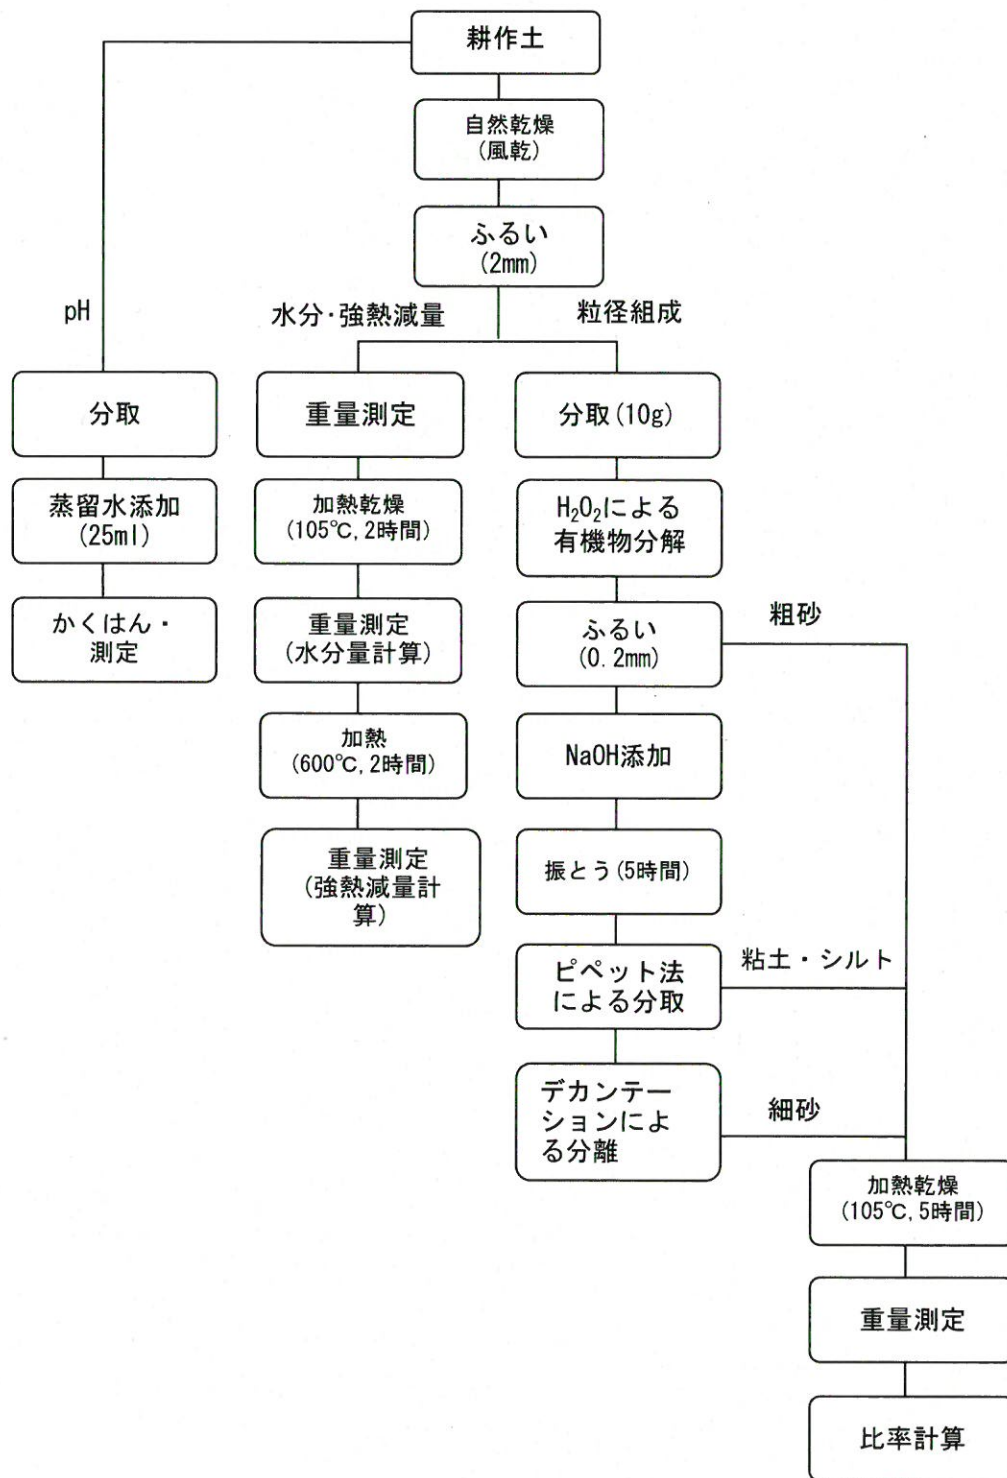 耕作土
自然乾燥
(風乾)
ふるい
(2mm)
pH
水分・強熱減量
粒径組成
分取
蒸留水添加
(25ml)
かくはん・
測定
重量測定
加熱乾燥
(105℃, 2時間)
重量測定
(水分量計算)
加熱
(600℃, 2時間)
重量測定
(強熱減量計
算)
分取(10g)
H₂O₂による
有機物分解
ふるい
(0.2mm)
粗砂
NaOH添加
振とう(5時間)
ピペット法
による分取
粘土・シルト
デカンテー
ションによ
る分離
細砂
加熱乾燥
(105℃, 5時間)
重量測定
比率計算